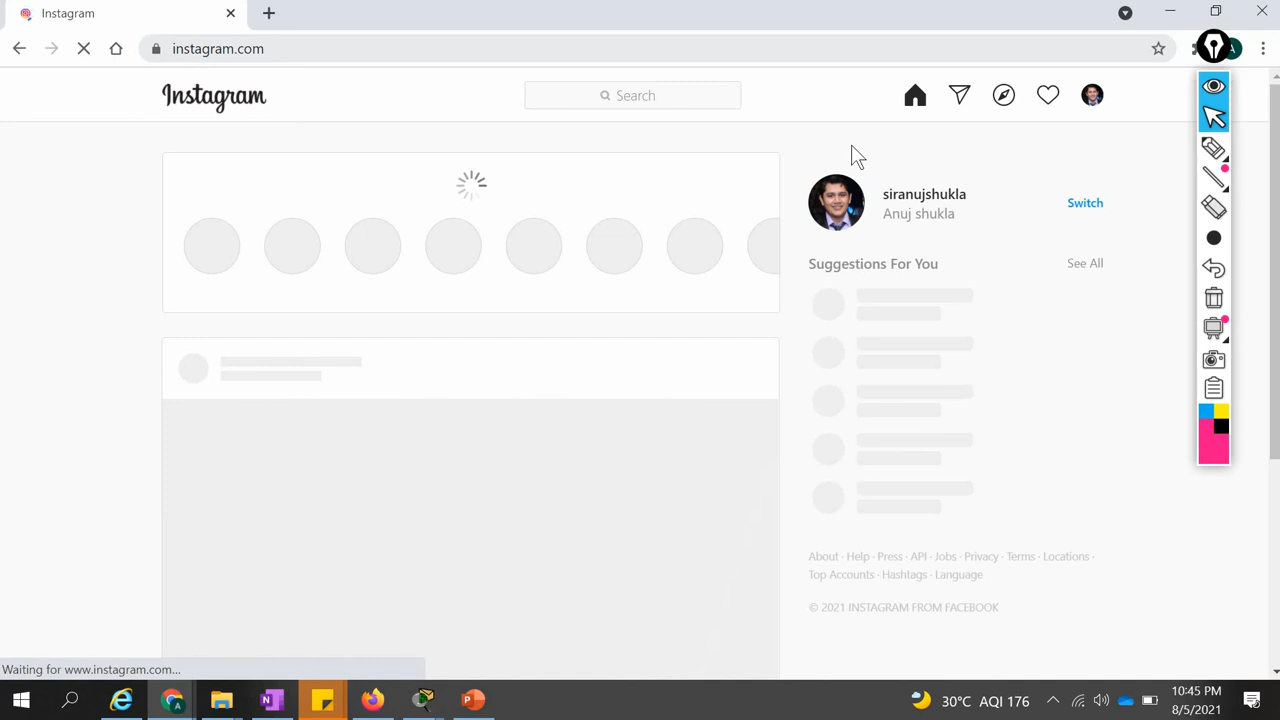 Instagram
instagram.com
A
Instagram
Search
siranujshukla
Anuj shukla
Switch
Suggestions For You
See All
About · Help · Press · API · Jobs · Privacy · Terms · Locations ·
Top Accounts · Hashtags · Language
© 2021 INSTAGRAM FROM FACEBOOK
Waiting for www.instagram.com...
30°C AQI 176
10:45 PM
8/5/2021